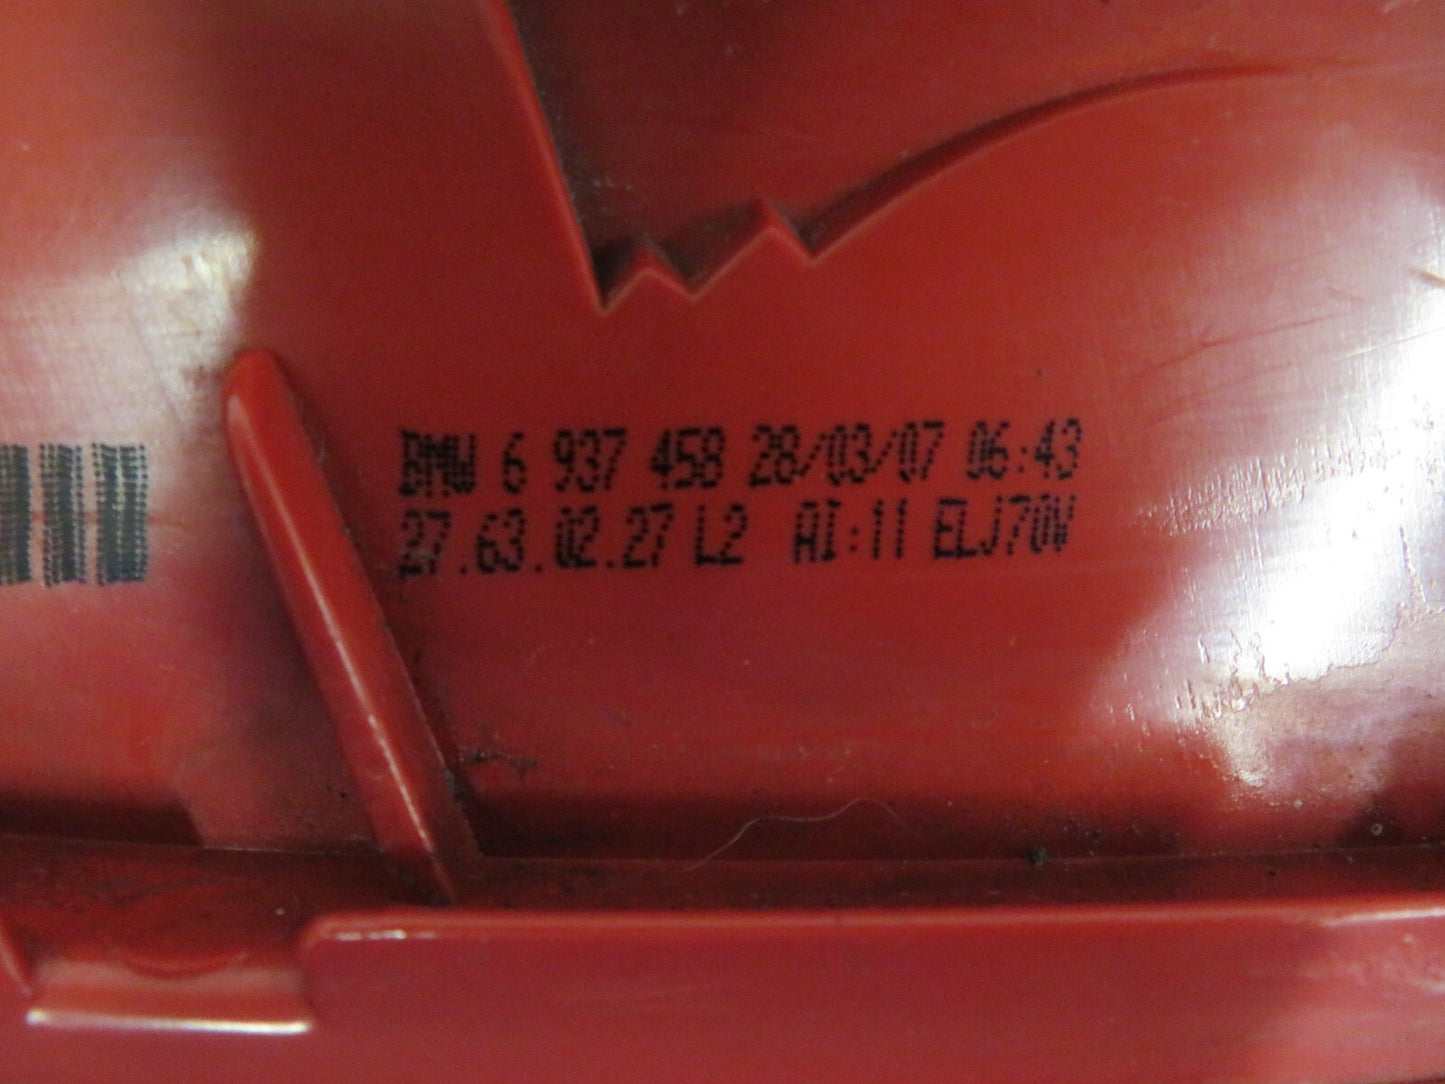 BMW 6 937 458 28/03/07 06:43
27.63.02.27 L2 AI:11 ELJ70V